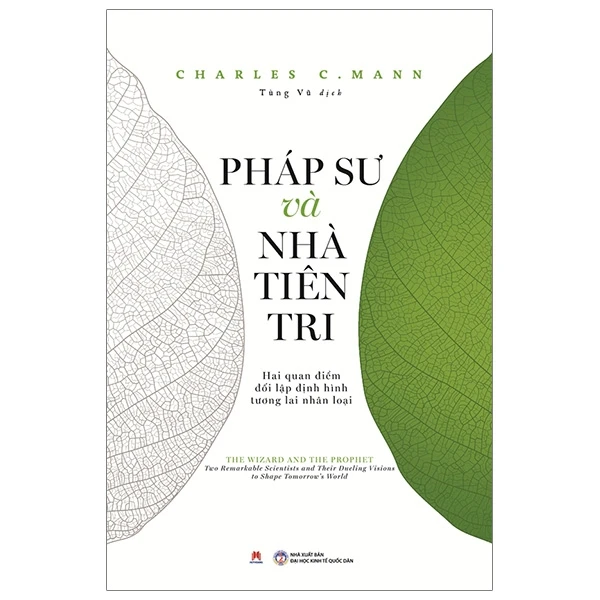 CHARLES C. MANN
Tùng Vũ dịch
PHÁP SƯ
và
NHÀ
TIÊN
TRI
Hai quan điểm
đối lập định hình
tương lai nhân loại
THE WIZARD AND THE PROPHET
Two Remarkable Scientists and Their Dueling Visions
to Shape Tomorrow's World
NHÀ XUẤT BẢN
ĐẠI HỌC KINH TẾ QUỐC DÂN